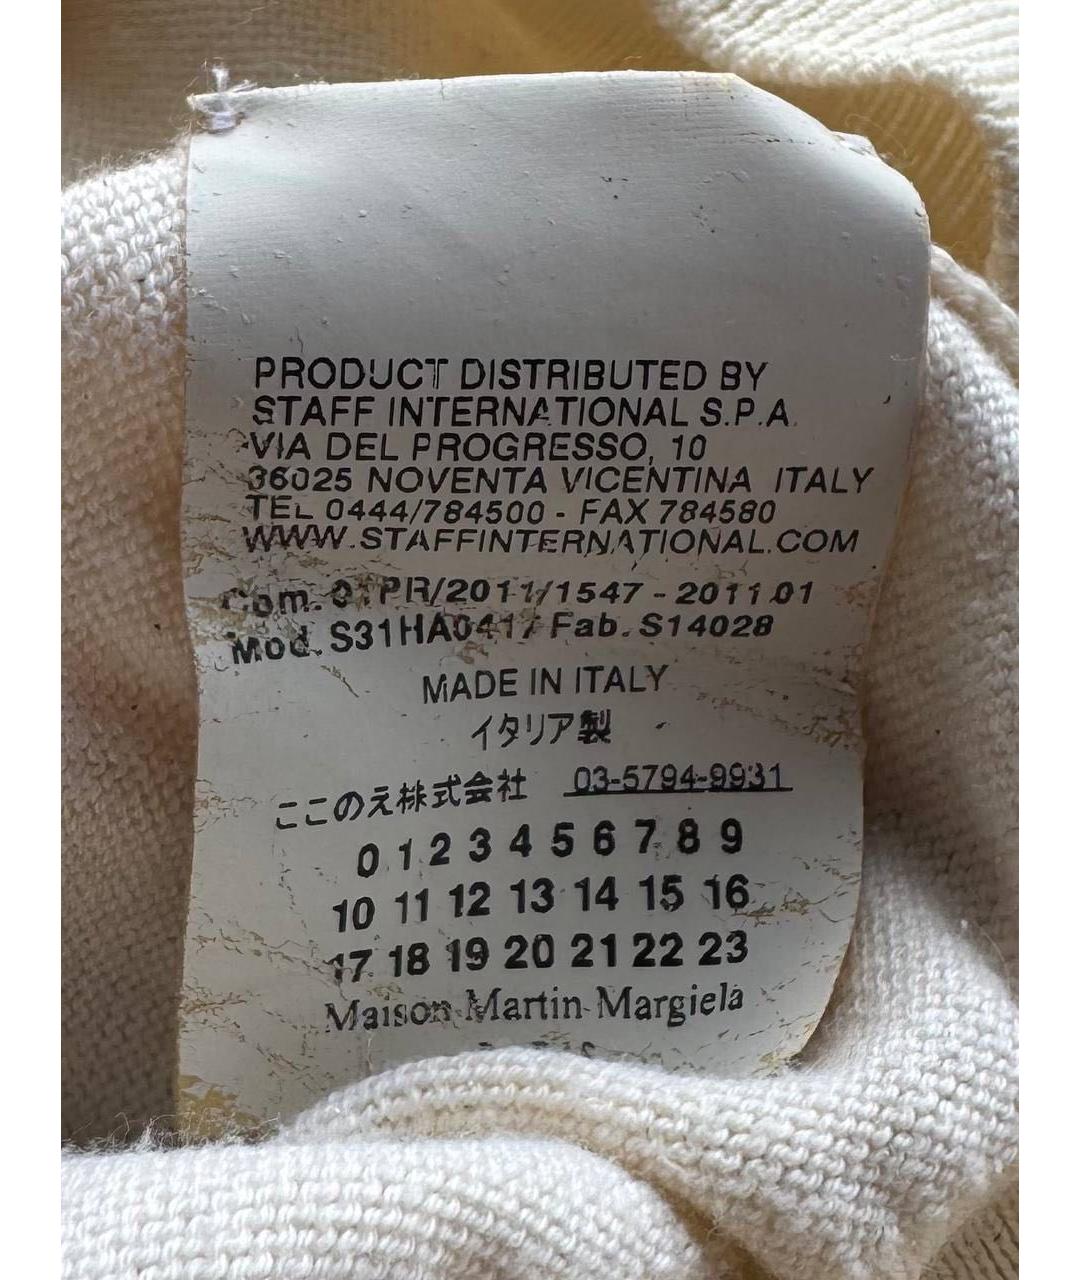 PRODUCT DISTRIBUTED BY
STAFF INTERNATIONAL S.P.A.
VIA DEL PROGRESSO, 10
36025 NOVENTA VICENTINA ITALY
TEL 0444/784500 - FAX 784580
WWW.STAFFINTERNATIONAL.COM
Com. 01PR/2011/1547 - 2011.01
Mod. S31HA0417 Fab. S14028
MADE IN ITALY
イタリア製
ここのえ株式会社 03-5794-9931
0 1 2 3 4 5 6 7 8 9
10 11 12 13 14 15 16
17 18 19 20 21 22 23
Maison Martin Margiela